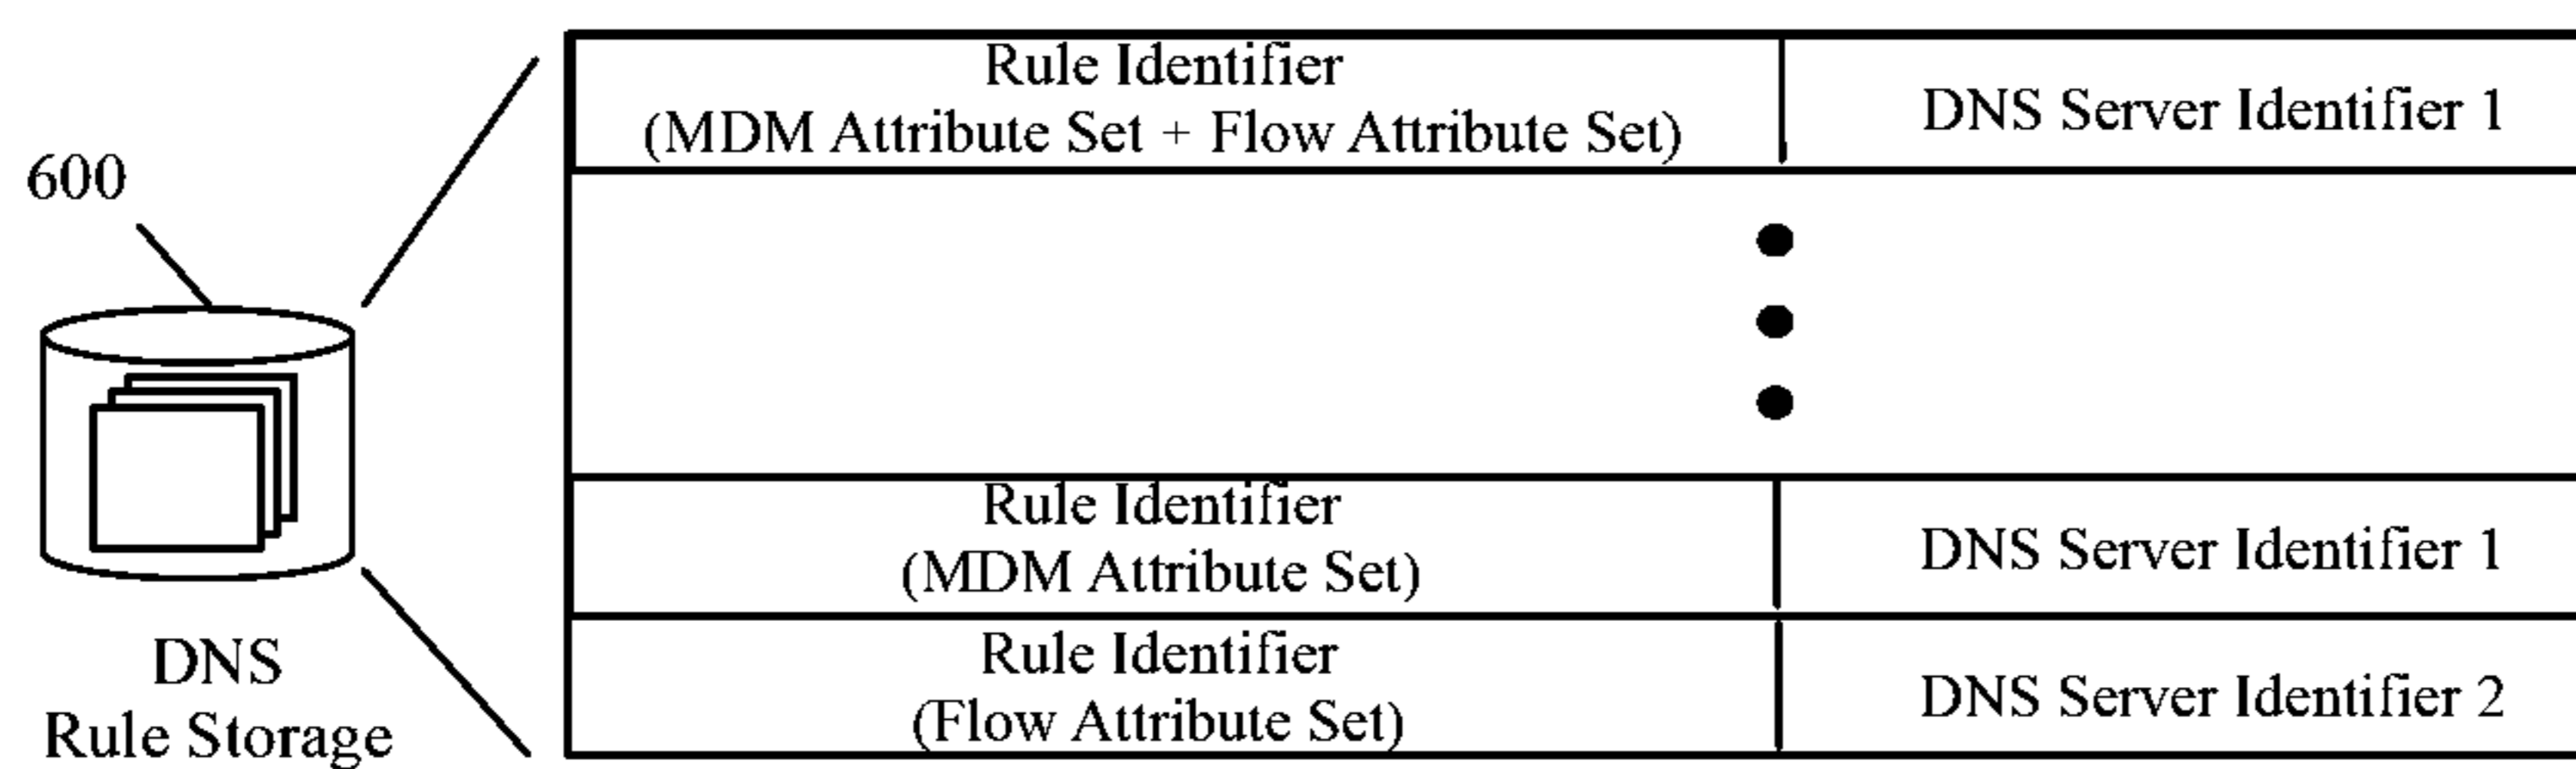 600
DNS
Rule Storage
Rule Identifier
(MDM Attribute Set + Flow Attribute Set)
DNS Server Identifier 1
Rule Identifier
(MDM Attribute Set)
DNS Server Identifier 1
Rule Identifier
(Flow Attribute Set)
DNS Server Identifier 2